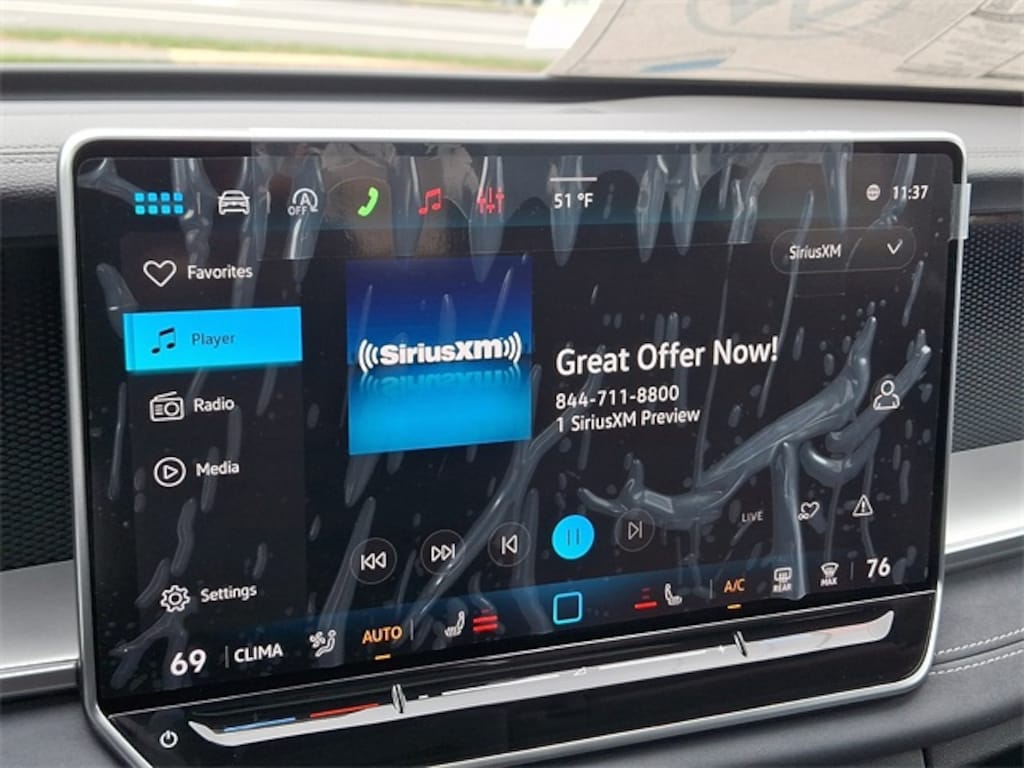 A
OFF
51 °F
11:37
SiriusXM
Favorites
Player
Radio
Media
Settings
SiriusXM
Great Offer Now!
844-711-8800
1 SiriusXM Preview
LIVE
69
CLIMA
AUTO
A/C
REAR
MAX
76